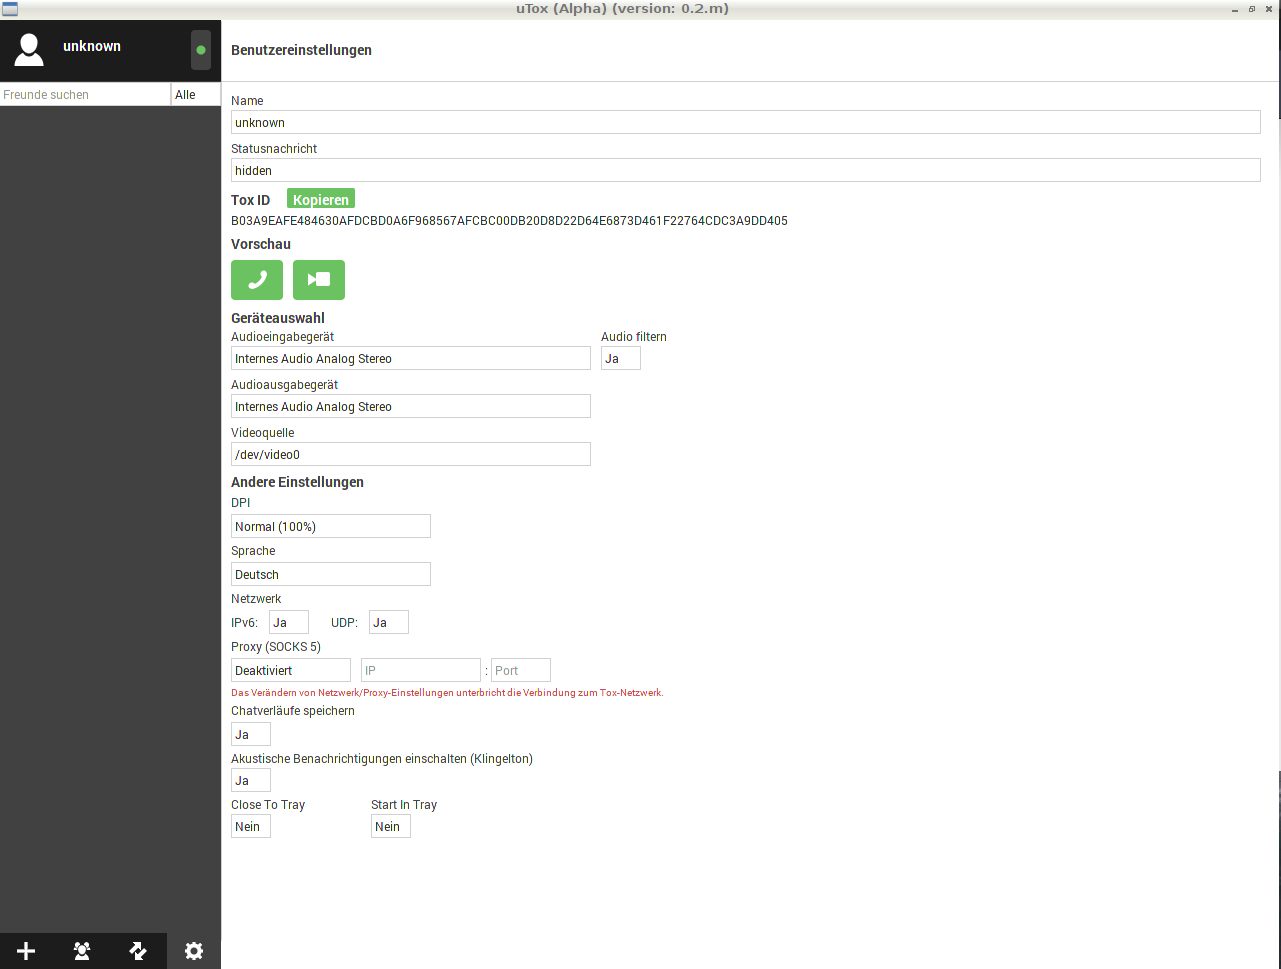 uTox (Alpha) (version: 0.2.m)
unknown
Benutzereinstellungen
Freunde suchen
Alle
Name
unknown
Statusnachricht
hidden
Tox ID Kopieren
B03A9EAFE484630AFDCBD0A6F968567AFCBC00DB20D8D22D64E6873D461F22764CDC3A9DD405
Vorschau
Geräteauswahl
Audioeingabegerät Audio filtern
Internes Audio Analog Stereo Ja
Audioausgabegerät
Internes Audio Analog Stereo
Videoquelle
/dev/video0
Andere Einstellungen
DPI
Normal (100%)
Sprache
Deutsch
Netzwerk
IPv6: Ja UDP: Ja
Proxy (SOCKS 5)
Deaktiviert IP : Port
Das Verändern von Netzwerk/Proxy-Einstellungen unterbricht die Verbindung zum Tox-Netzwerk.
Chatverläufe speichern
Ja
Akustische Benachrichtigungen einschalten (Klingelton)
Ja
Close To Tray Start In Tray
Nein Nein